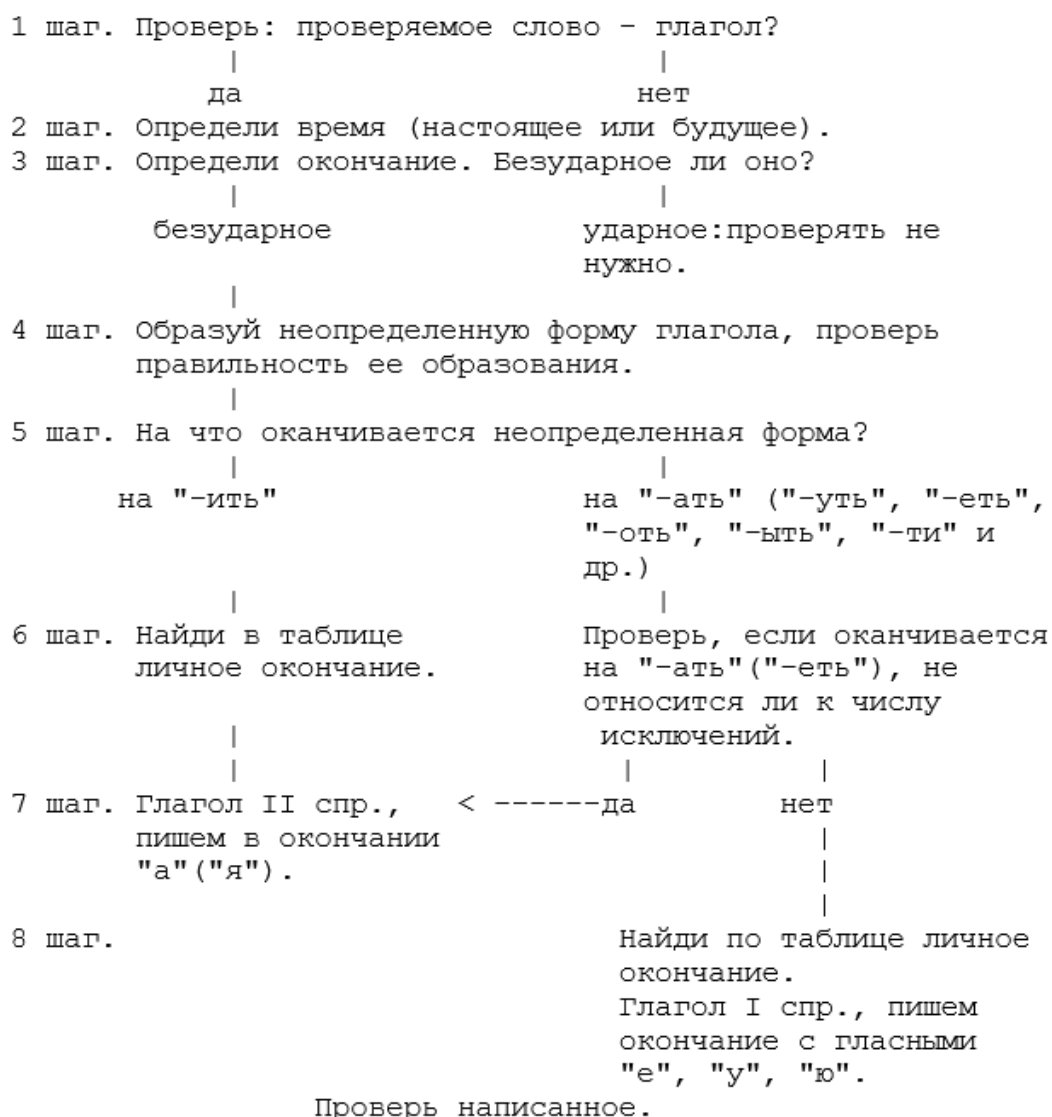 1 шаг. Проверь: проверяемое слово – глагол?
да нет
2 шаг. Определи время (настоящее или будущее).
3 шаг. Определи окончание. Безударное ли оно?
безударное ударное:проверять не
нужно.
4 шаг. Образуй неопределенную форму глагола, проверь
правильность ее образования.
5 шаг. На что оканчивается неопределенная форма?
на "-ить" на "-ать" ("-уть", "-еть",
"-оть", "-ыть", "-ти" и
др.)
6 шаг. Найди в таблице Проверь, если оканчивается
личное окончание. на "-ать"("-еть"), не
относится ли к числу
исключений.
7 шаг. Глагол II спр., < ------да нет
пишем в окончании
"а"("я").
8 шаг. Найди по таблице личное
окончание.
Глагол I спр., пишем
окончание с гласными
"е", "у", "ю".
Проверь написанное.